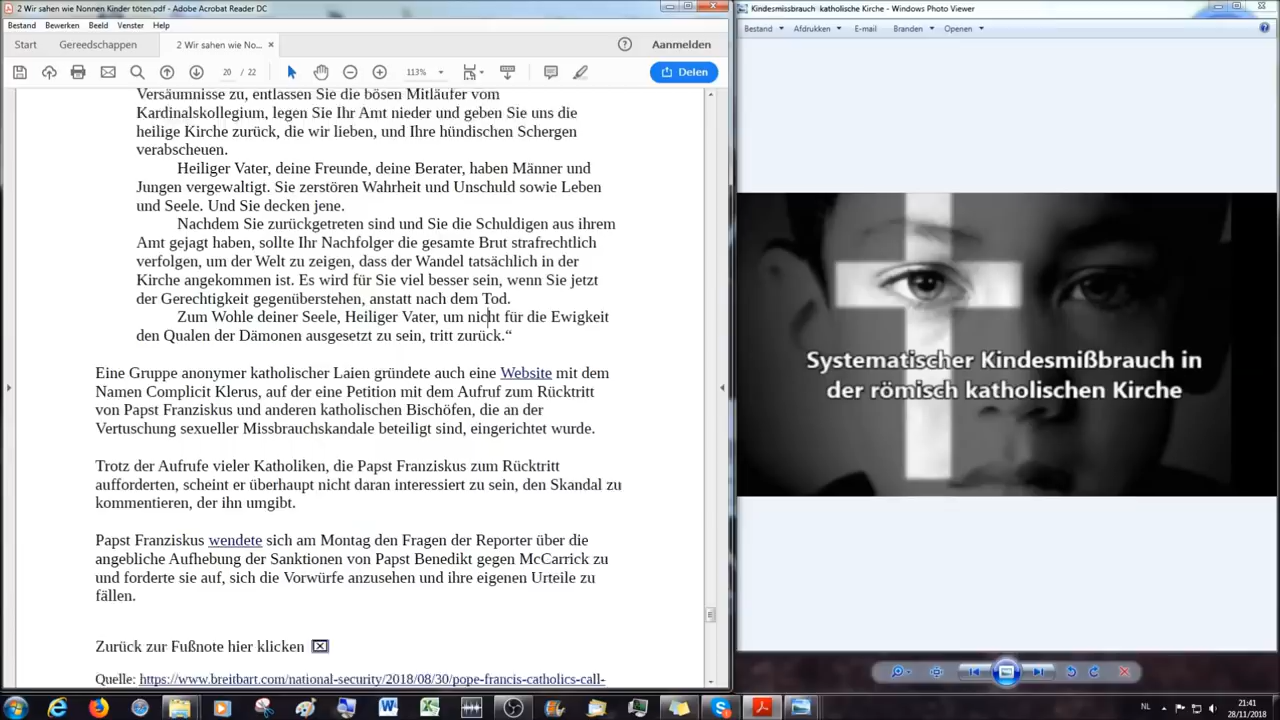 2 Wir sahen wie Nonnen Kinder töten.pdf - Adobe Acrobat Reader DC
Bestand Bewerken Beeld Venster Help
Start Gereedschappen 2 Wir sahen wie No... × Aanmelden
20 / 22 113% Delen
Versäumnisse zu, entlassen Sie die bösen Mitläufer vom
Kardinalskollegium, legen Sie Ihr Amt nieder und geben Sie uns die
heilige Kirche zurück, die wir lieben, und Ihre hündischen Schergen
verabscheuen.
Heiliger Vater, deine Freunde, deine Berater, haben Männer und
Jungen vergewaltigt. Sie zerstören Wahrheit und Unschuld sowie Leben
und Seele. Und Sie decken jene.
Nachdem Sie zurückgetreten sind und Sie die Schuldigen aus ihrem
Amt gejagt haben, sollte Ihr Nachfolger die gesamte Brut strafrechtlich
verfolgen, um der Welt zu zeigen, dass der Wandel tatsächlich in der
Kirche angekommen ist. Es wird für Sie viel besser sein, wenn Sie jetzt
der Gerechtigkeit gegenüberstehen, anstatt nach dem Tod.
Zum Wohle deiner Seele, Heiliger Vater, um nicht für die Ewigkeit
den Qualen der Dämonen ausgesetzt zu sein, tritt zurück.“
Eine Gruppe anonymer katholischer Laien gründete auch eine Website mit dem
Namen Complicit Klerus, auf der eine Petition mit dem Aufruf zum Rücktritt
von Papst Franziskus und anderen katholischen Bischöfen, die an der
Vertuschung sexueller Missbrauchskandale beteiligt sind, eingerichtet wurde.
Trotz der Aufrufe vieler Katholiken, die Papst Franziskus zum Rücktritt
aufforderten, scheint er überhaupt nicht daran interessiert zu sein, den Skandal zu
kommentieren, der ihn umgibt.
Papst Franziskus wendete sich am Montag den Fragen der Reporter über die
angebliche Aufhebung der Sanktionen von Papst Benedikt gegen McCarrick zu
und forderte sie auf, sich die Vorwürfe anzusehen und ihre eigenen Urteile zu
fällen.
Zurück zur Fußnote hier klicken
Quelle: https://www.breitbart.com/national-security/2018/08/30/pope-francis-catholics-call-
Kindesmissbrauch katholische Kirche - Windows Photo Viewer
Bestand Afdrukken E-mail Branden Openen
Systematischer Kindesmißbrauch in
der römisch katholischen Kirche
NL 21:41
28/11/2018